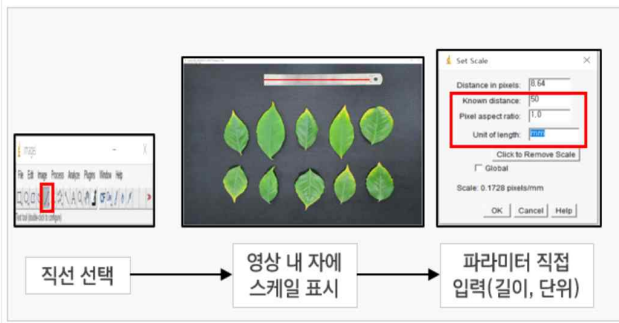 Set Scale
Distance in pixels: 8.64
Known distance: 50
Pixel aspect ratio: 1.0
Unit of length: mm
Click to Remove Scale
Global
Scale: 0.1728 pixels/mm
OK Cancel Help
File Edit Image Process Analyze Plugins Window Help
직선 선택
영상 내 자에
스케일 표시
파라미터 직접
입력(길이, 단위)